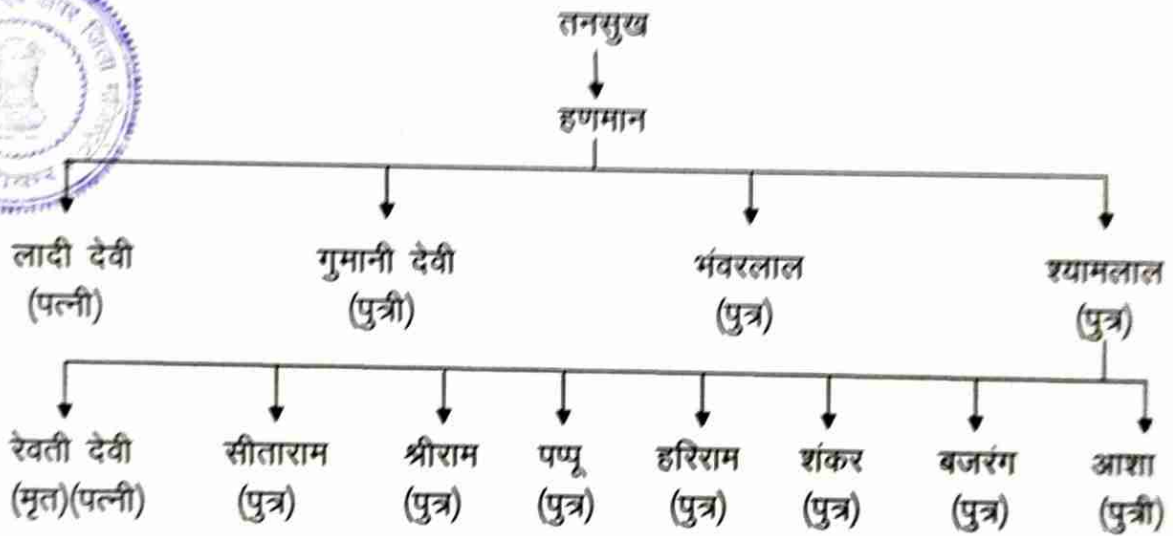 तनसुख
हणमान
लादी देवी गुमानी देवी भंवरलाल श्यामलाल
(पत्नी) (पुत्री) (पुत्र) (पुत्र)
रेवती देवी सीताराम श्रीराम पप्पू हरिराम शंकर बजरंग आशा
(मृत)(पत्नी) (पुत्र) (पुत्र) (पुत्र) (पुत्र) (पुत्र) (पुत्र) (पुत्री)